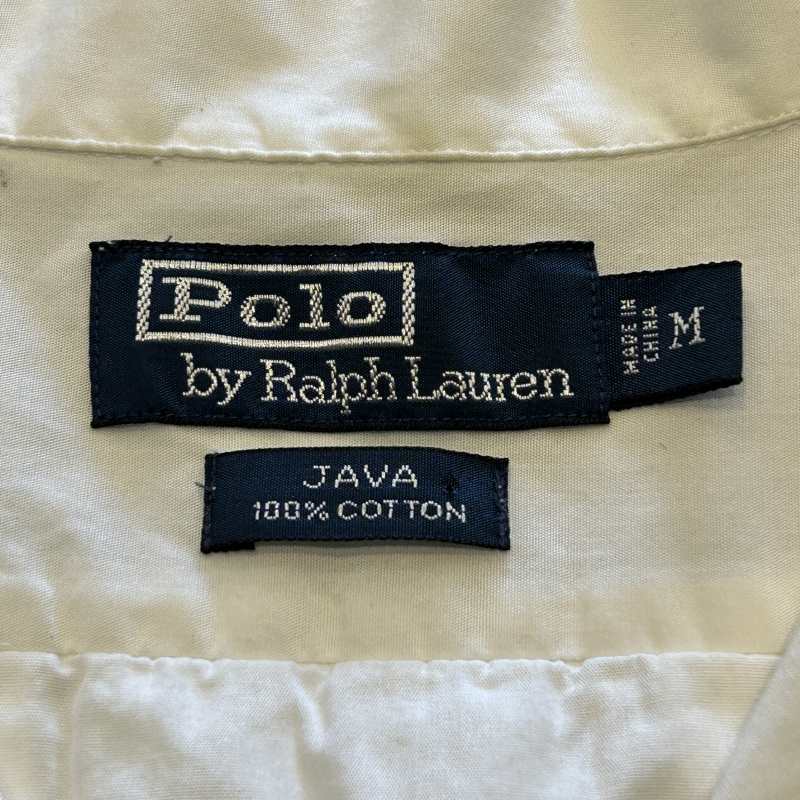 Polo
by Ralph Lauren
MADE IN
CHINA
M
JAVA
100% COTTON